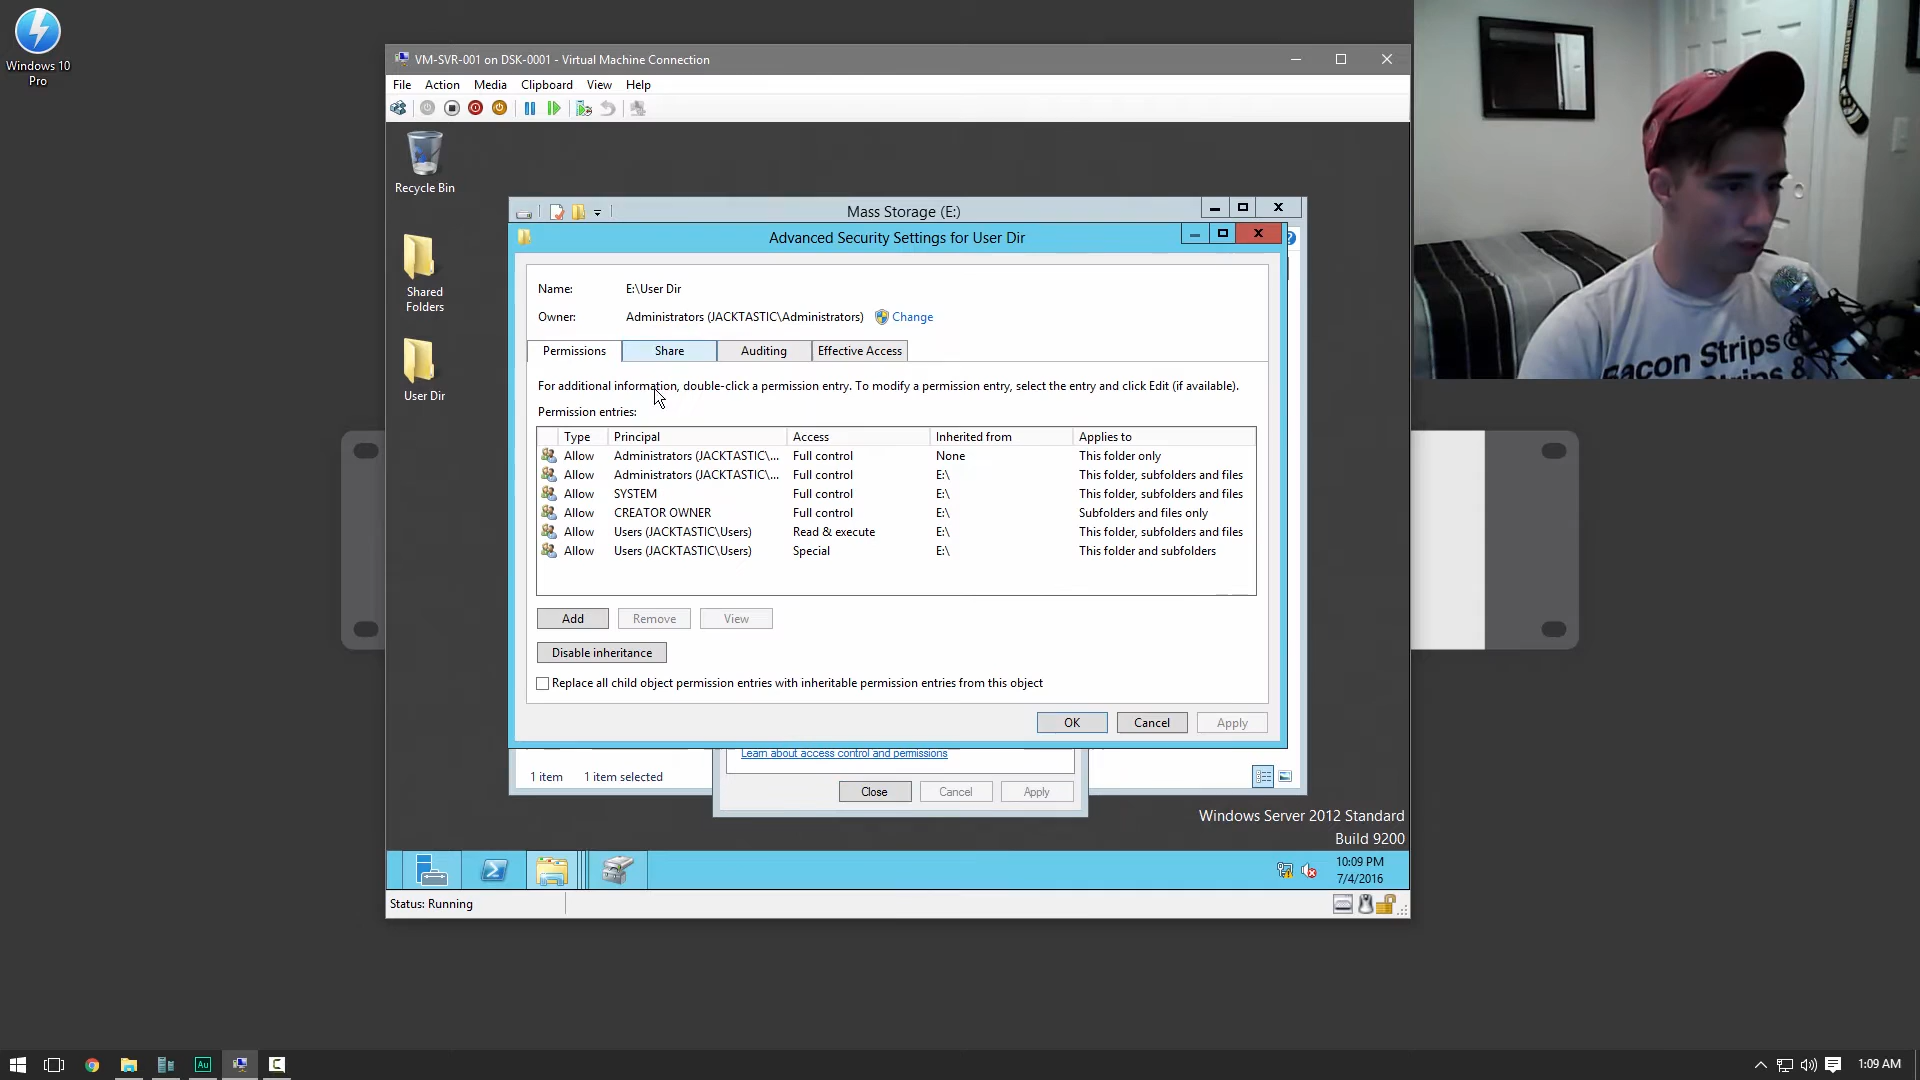 Windows 10
Pro
VM-SVR-001 on DSK-0001 - Virtual Machine Connection
File Action Media Clipboard View Help
Recycle Bin
Shared
Folders
User Dir
Mass Storage (E:)
Advanced Security Settings for User Dir
Name: E:\User Dir
Owner: Administrators (JACKTASTIC\Administrators) Change
Permissions Share Auditing Effective Access
For additional information, double-click a permission entry. To modify a permission entry, select the entry and click Edit (if available).
Permission entries:
Type Principal Access Inherited from Applies to
Allow Administrators (JACKTASTIC\... Full control None This folder only
Allow Administrators (JACKTASTIC\... Full control E:\ This folder, subfolders and files
Allow SYSTEM Full control E:\ This folder, subfolders and files
Allow CREATOR OWNER Full control E:\ Subfolders and files only
Allow Users (JACKTASTIC\Users) Read & execute E:\ This folder, subfolders and files
Allow Users (JACKTASTIC\Users) Special E:\ This folder and subfolders
Add Remove View
Disable inheritance
Replace all child object permission entries with inheritable permission entries from this object
OK Cancel Apply
Learn about access control and permissions
1 item 1 item selected
Close Cancel Apply
Windows Server 2012 Standard
Build 9200
10:09 PM
7/4/2016
Status: Running
Bacon Strips &
Strips &
Au
1:09 AM